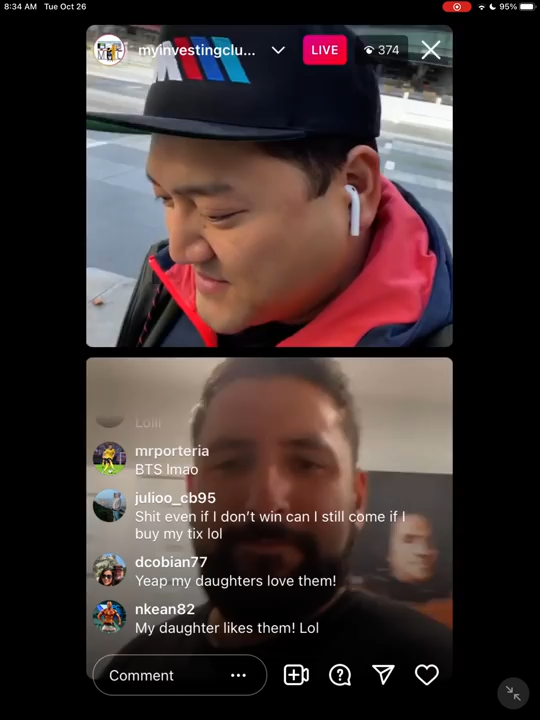 8:34 AM Tue Oct 26
95%
myinvestingclu...
LIVE
374
Lolll
mrporteria
BTS lmao
julioo_cb95
Shit even if I don't win can I still come if I
buy my tix lol
dcobian77
Yeap my daughters love them!
nkean82
My daughter likes them! Lol
Comment